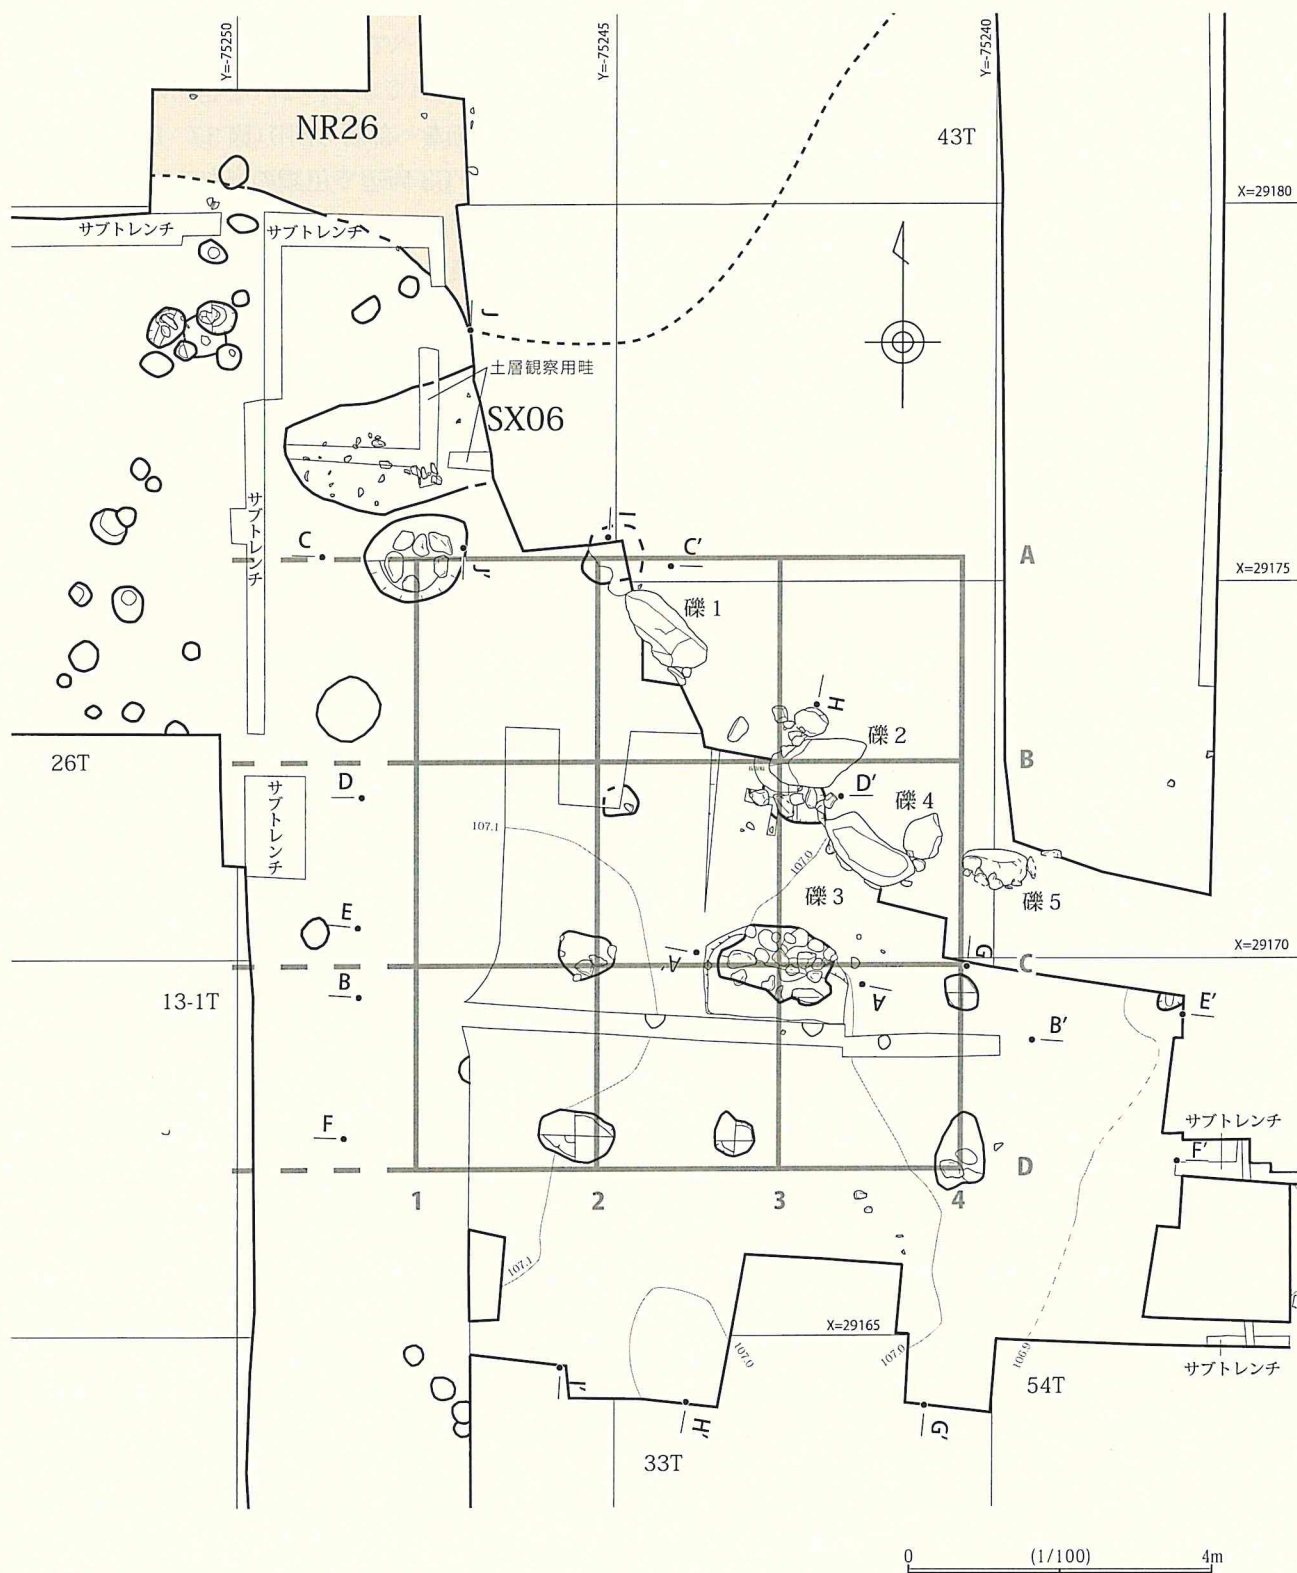 Y=-75250
Y=-75245
Y=-75240
NR26
43T
X=29180
サブトレンチ
サブトレンチ
J
土層観察用畦
SX06
サブトレンチ
C
J'
I
C'
A
X=29175
礫1
H
礫2
26T
B
D
サブトレンチ
D'
礫4
107.1
107.0
礫3
礫5
E
A'
G
X=29170
C
B
A
13-1T
E'
B'
F
サブトレンチ
F'
D
1
2
3
4
107.1
X=29165
107.0
107.0
106.9
サブトレンチ
I'
54T
H'
G'
33T
0 (1/100) 4m